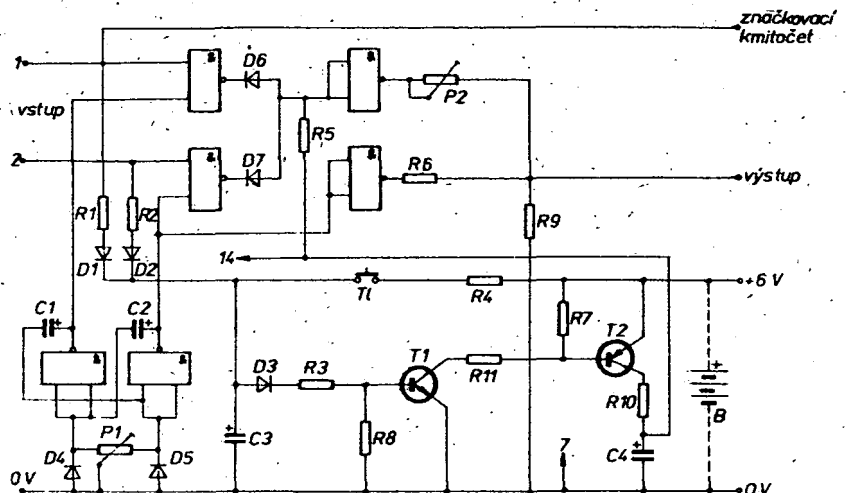 značkovací
kmitočet
1
D6
&
&
P2
vstup
R5
2
D7
&
&
R6
výstup
R1
R2
R9
14
D1
D2
+6 V
Tl
R4
C1
+
C2
+
R7
T2
&
&
D3
R3
T1
R11
R10
+
B
P1
+
C3
R8
7
+
C4
D4
D5
0 V
0 V